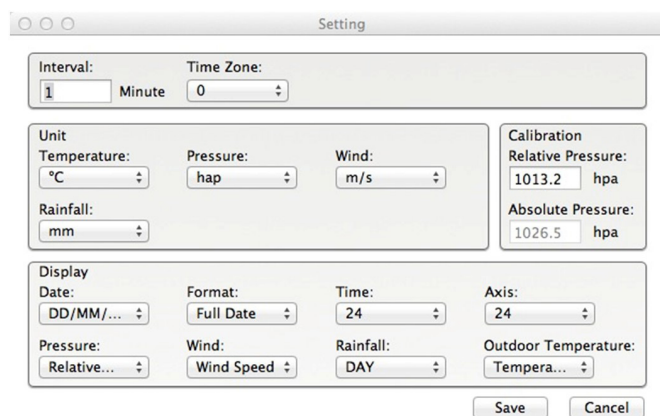 Setting
Interval: Time Zone:
1 Minute 0
Unit
Temperature: Pressure: Wind:
°C hap m/s
Rainfall:
mm
Calibration
Relative Pressure:
1013.2 hpa
Absolute Pressure:
1026.5 hpa
Display
Date: Format: Time: Axis:
DD/MM/... Full Date 24 24
Pressure: Wind: Rainfall: Outdoor Temperature:
Relative... Wind Speed DAY Tempera...
Save Cancel